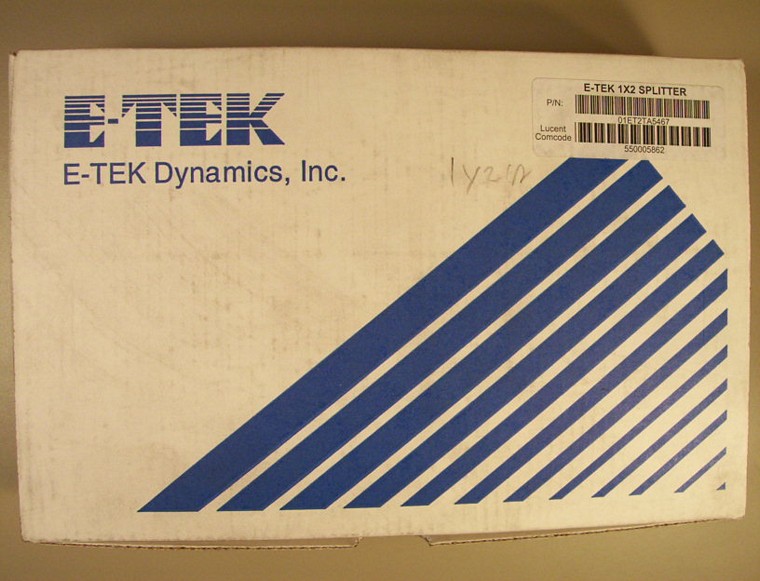 E-TEK
E-TEK Dynamics, Inc.
E-TEK 1X2 SPLITTER
P/N:
01ET2TA5467
Lucent
Comcode
550005862